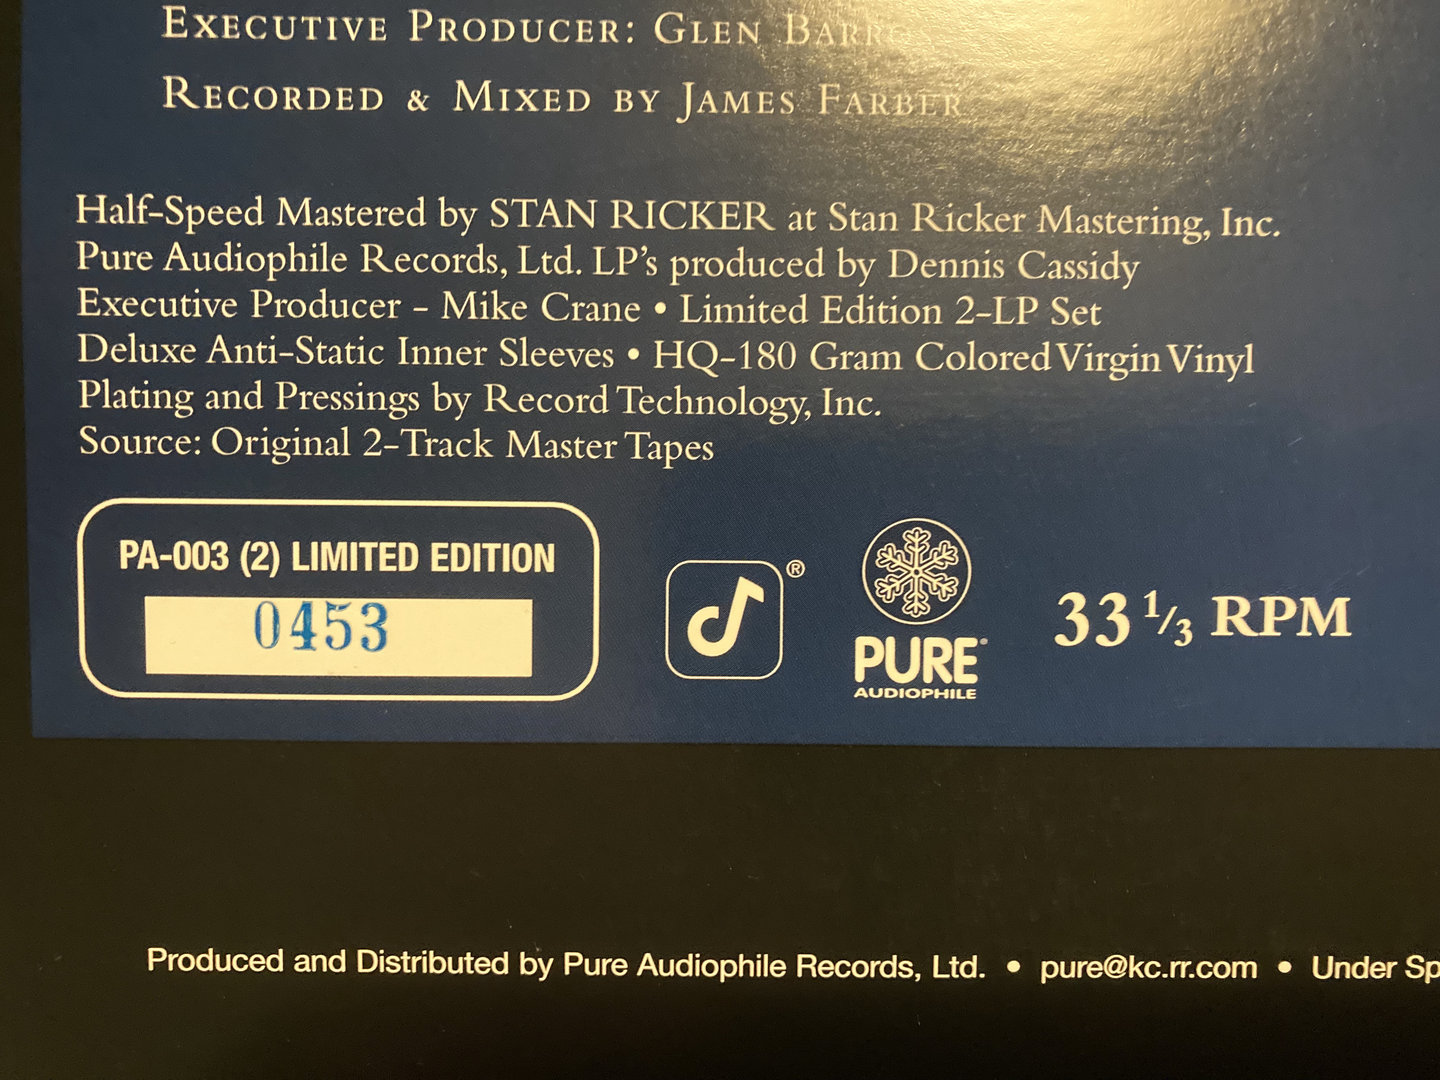 EXECUTIVE PRODUCER: GLEN BARROS
RECORDED & MIXED BY JAMES FARBER
Half-Speed Mastered by STAN RICKER at Stan Ricker Mastering, Inc.
Pure Audiophile Records, Ltd. LP's produced by Dennis Cassidy
Executive Producer - Mike Crane • Limited Edition 2-LP Set
Deluxe Anti-Static Inner Sleeves • HQ-180 Gram Colored Virgin Vinyl
Plating and Pressings by Record Technology, Inc.
Source: Original 2-Track Master Tapes
PA-003 (2) LIMITED EDITION
0453
®
PURE
AUDIOPHILE
33 1/3 RPM
Produced and Distributed by Pure Audiophile Records, Ltd. • pure@kc.rr.com • Under Sp